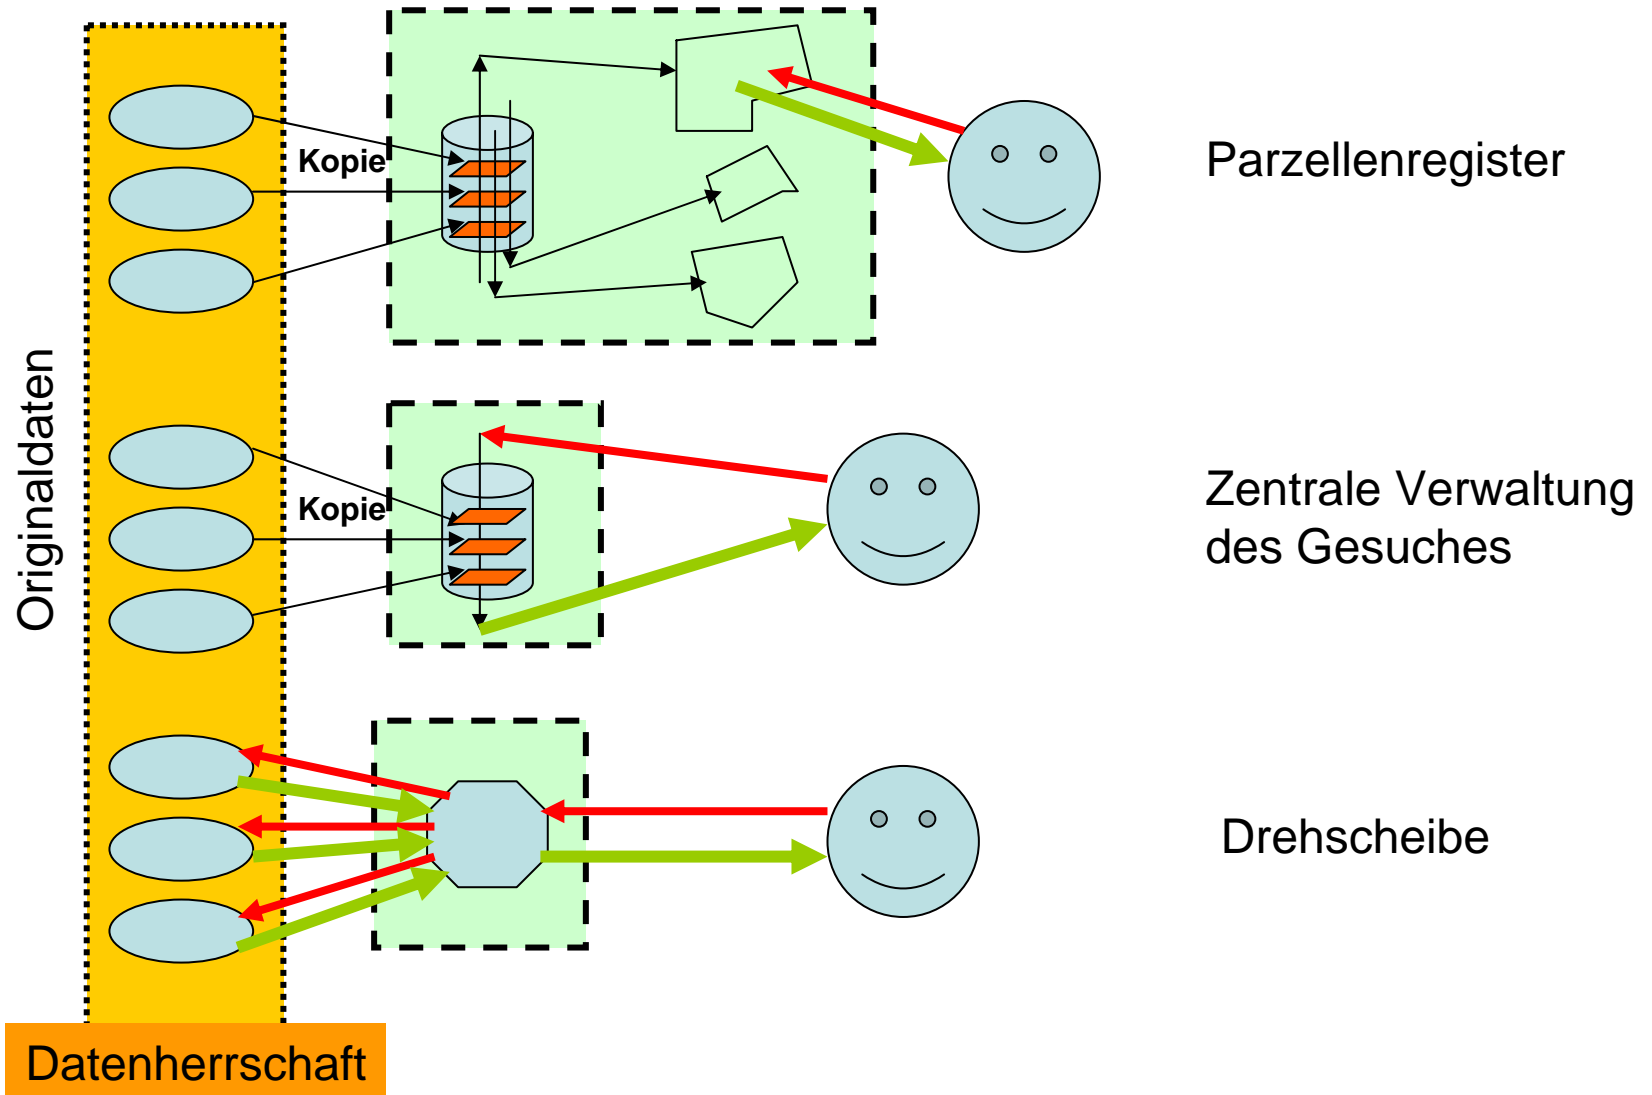 Kopie
Parzellenregister
Originaldaten
Kopie
Zentrale Verwaltung
des Gesuches
Drehscheibe
Datenherrschaft